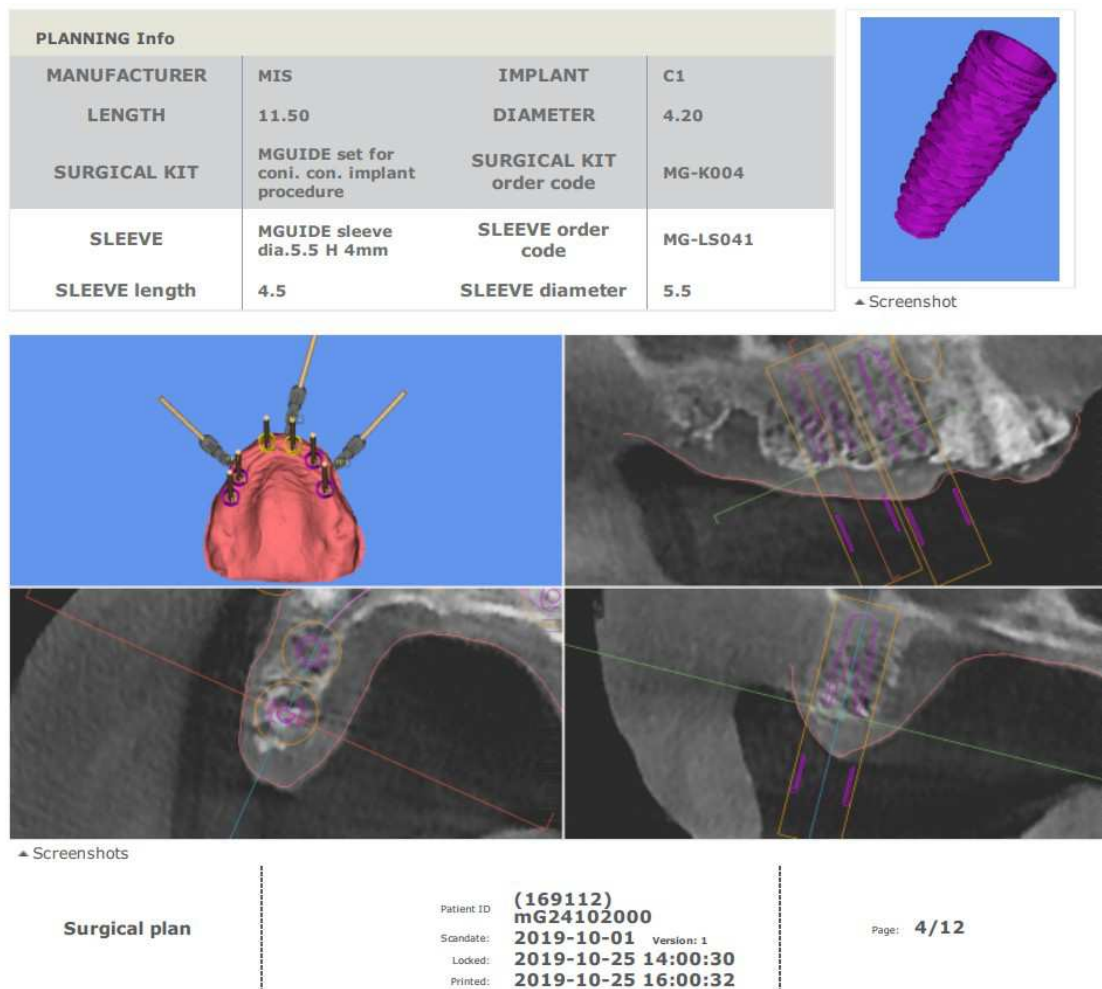 PLANNING Info
MANUFACTURER MIS IMPLANT C1
LENGTH 11.50 DIAMETER 4.20
SURGICAL KIT MGUIDE set for coni. con. implant procedure SURGICAL KIT order code MG-K004
SLEEVE MGUIDE sleeve dia.5.5 H 4mm SLEEVE order code MG-LS041
SLEEVE length 4.5 SLEEVE diameter 5.5
▲ Screenshot
▲ Screenshots
Surgical plan
Patient ID (169112)
mG24102000
Scandate: 2019-10-01 Version: 1
Locked: 2019-10-25 14:00:30
Printed: 2019-10-25 16:00:32
Page: 4/12